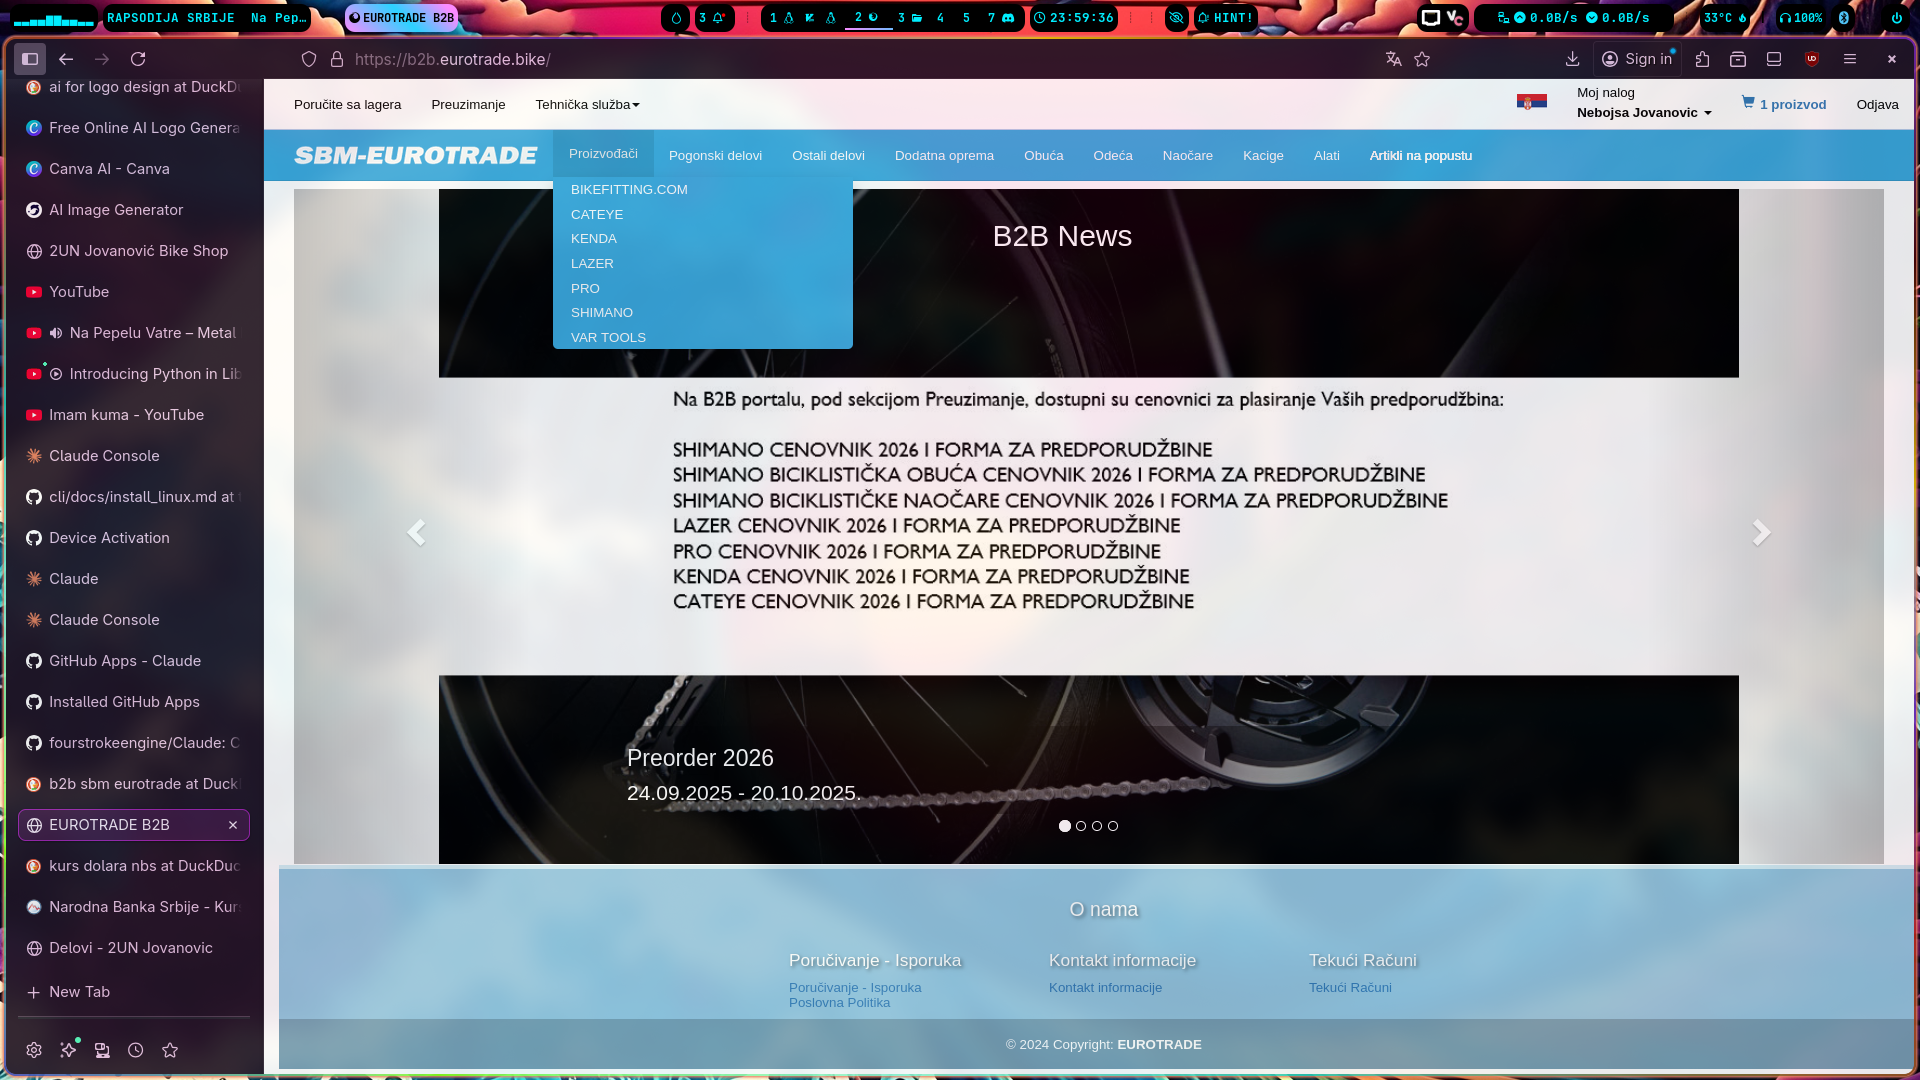 RAPSODIJA SRBIJE Na Pep…
EUROTRADE B2B
3
1
2
3
4
5
7
23:59:36
HINT!
0.0B/s 0.0B/s
33°C
100%
https://b2b.eurotrade.bike/
Sign in
ai for logo design at DuckDu
Free Online AI Logo Genera
Canva AI - Canva
AI Image Generator
2UN Jovanović Bike Shop
YouTube
Na Pepelu Vatre – Metal
Introducing Python in Lib
Imam kuma - YouTube
Claude Console
cli/docs/install_linux.md at t
Device Activation
Claude
Claude Console
GitHub Apps - Claude
Installed GitHub Apps
fourstrokeengine/Claude: C
b2b sbm eurotrade at Duck
EUROTRADE B2B
kurs dolara nbs at DuckDuc
Narodna Banka Srbije - Kurs
Delovi - 2UN Jovanovic
New Tab
Poručite sa lagera Preuzimanje Tehnička služba
Moj nalog
Nebojsa Jovanovic
1 proizvod
Odjava
SBM-EUROTRADE
Proizvođači Pogonski delovi Ostali delovi Dodatna oprema Obuća Odeća Naočare Kacige Alati Artikli na popustu
BIKEFITTING.COM
CATEYE
KENDA
LAZER
PRO
SHIMANO
VAR TOOLS
B2B News
Na B2B portalu, pod sekcijom Preuzimanje, dostupni su cenovnici za plasiranje Vaših predporudžbina:
SHIMANO CENOVNIK 2026 I FORMA ZA PREDPORUDŽBINE
SHIMANO BICIKLISTIČKA OBUĆA CENOVNIK 2026 I FORMA ZA PREDPORUDŽBINE
SHIMANO BICIKLISTIČKE NAOČARE CENOVNIK 2026 I FORMA ZA PREDPORUDŽBINE
LAZER CENOVNIK 2026 I FORMA ZA PREDPORUDŽBINE
PRO CENOVNIK 2026 I FORMA ZA PREDPORUDŽBINE
KENDA CENOVNIK 2026 I FORMA ZA PREDPORUDŽBINE
CATEYE CENOVNIK 2026 I FORMA ZA PREDPORUDŽBINE
Preorder 2026
24.09.2025 - 20.10.2025.
O nama
Poručivanje - Isporuka
Poručivanje - Isporuka
Poslovna Politika
Kontakt informacije
Kontakt informacije
Tekući Računi
Tekući Računi
© 2024 Copyright: EUROTRADE